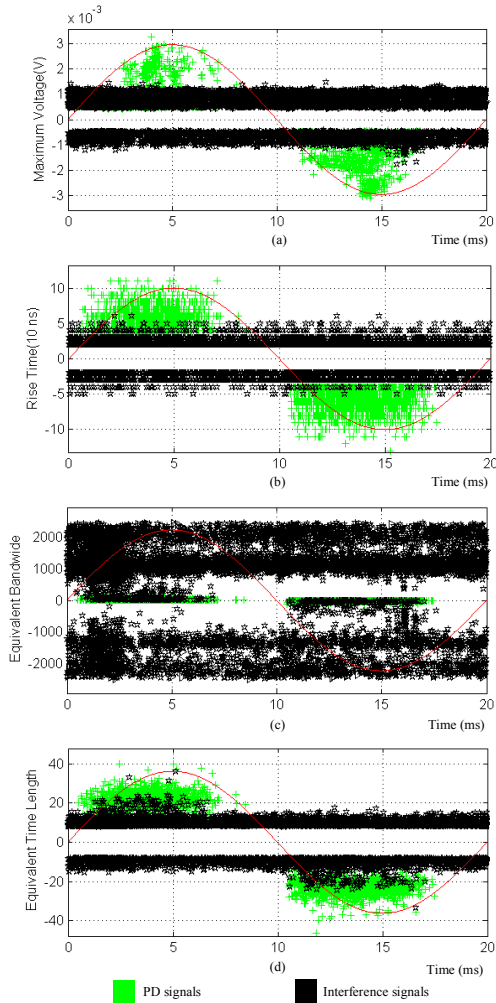 × 10⁻³
3
2
1
0
-1
-2
-3
Maximum Voltage(V)
0 5 10 15 20
(a)
Time (ms)
10
5
0
-5
-10
Rise Time(10 ns)
0 5 10 15 20
(b)
Time (ms)
2000
1000
0
-1000
-2000
Equivalent Bandwide
0 5 10 15 20
(c)
Time (ms)
40
20
0
-20
-40
Equivalent Time Length
0 5 10 15 20
(d)
Time (ms)
PD signals
Interference signals